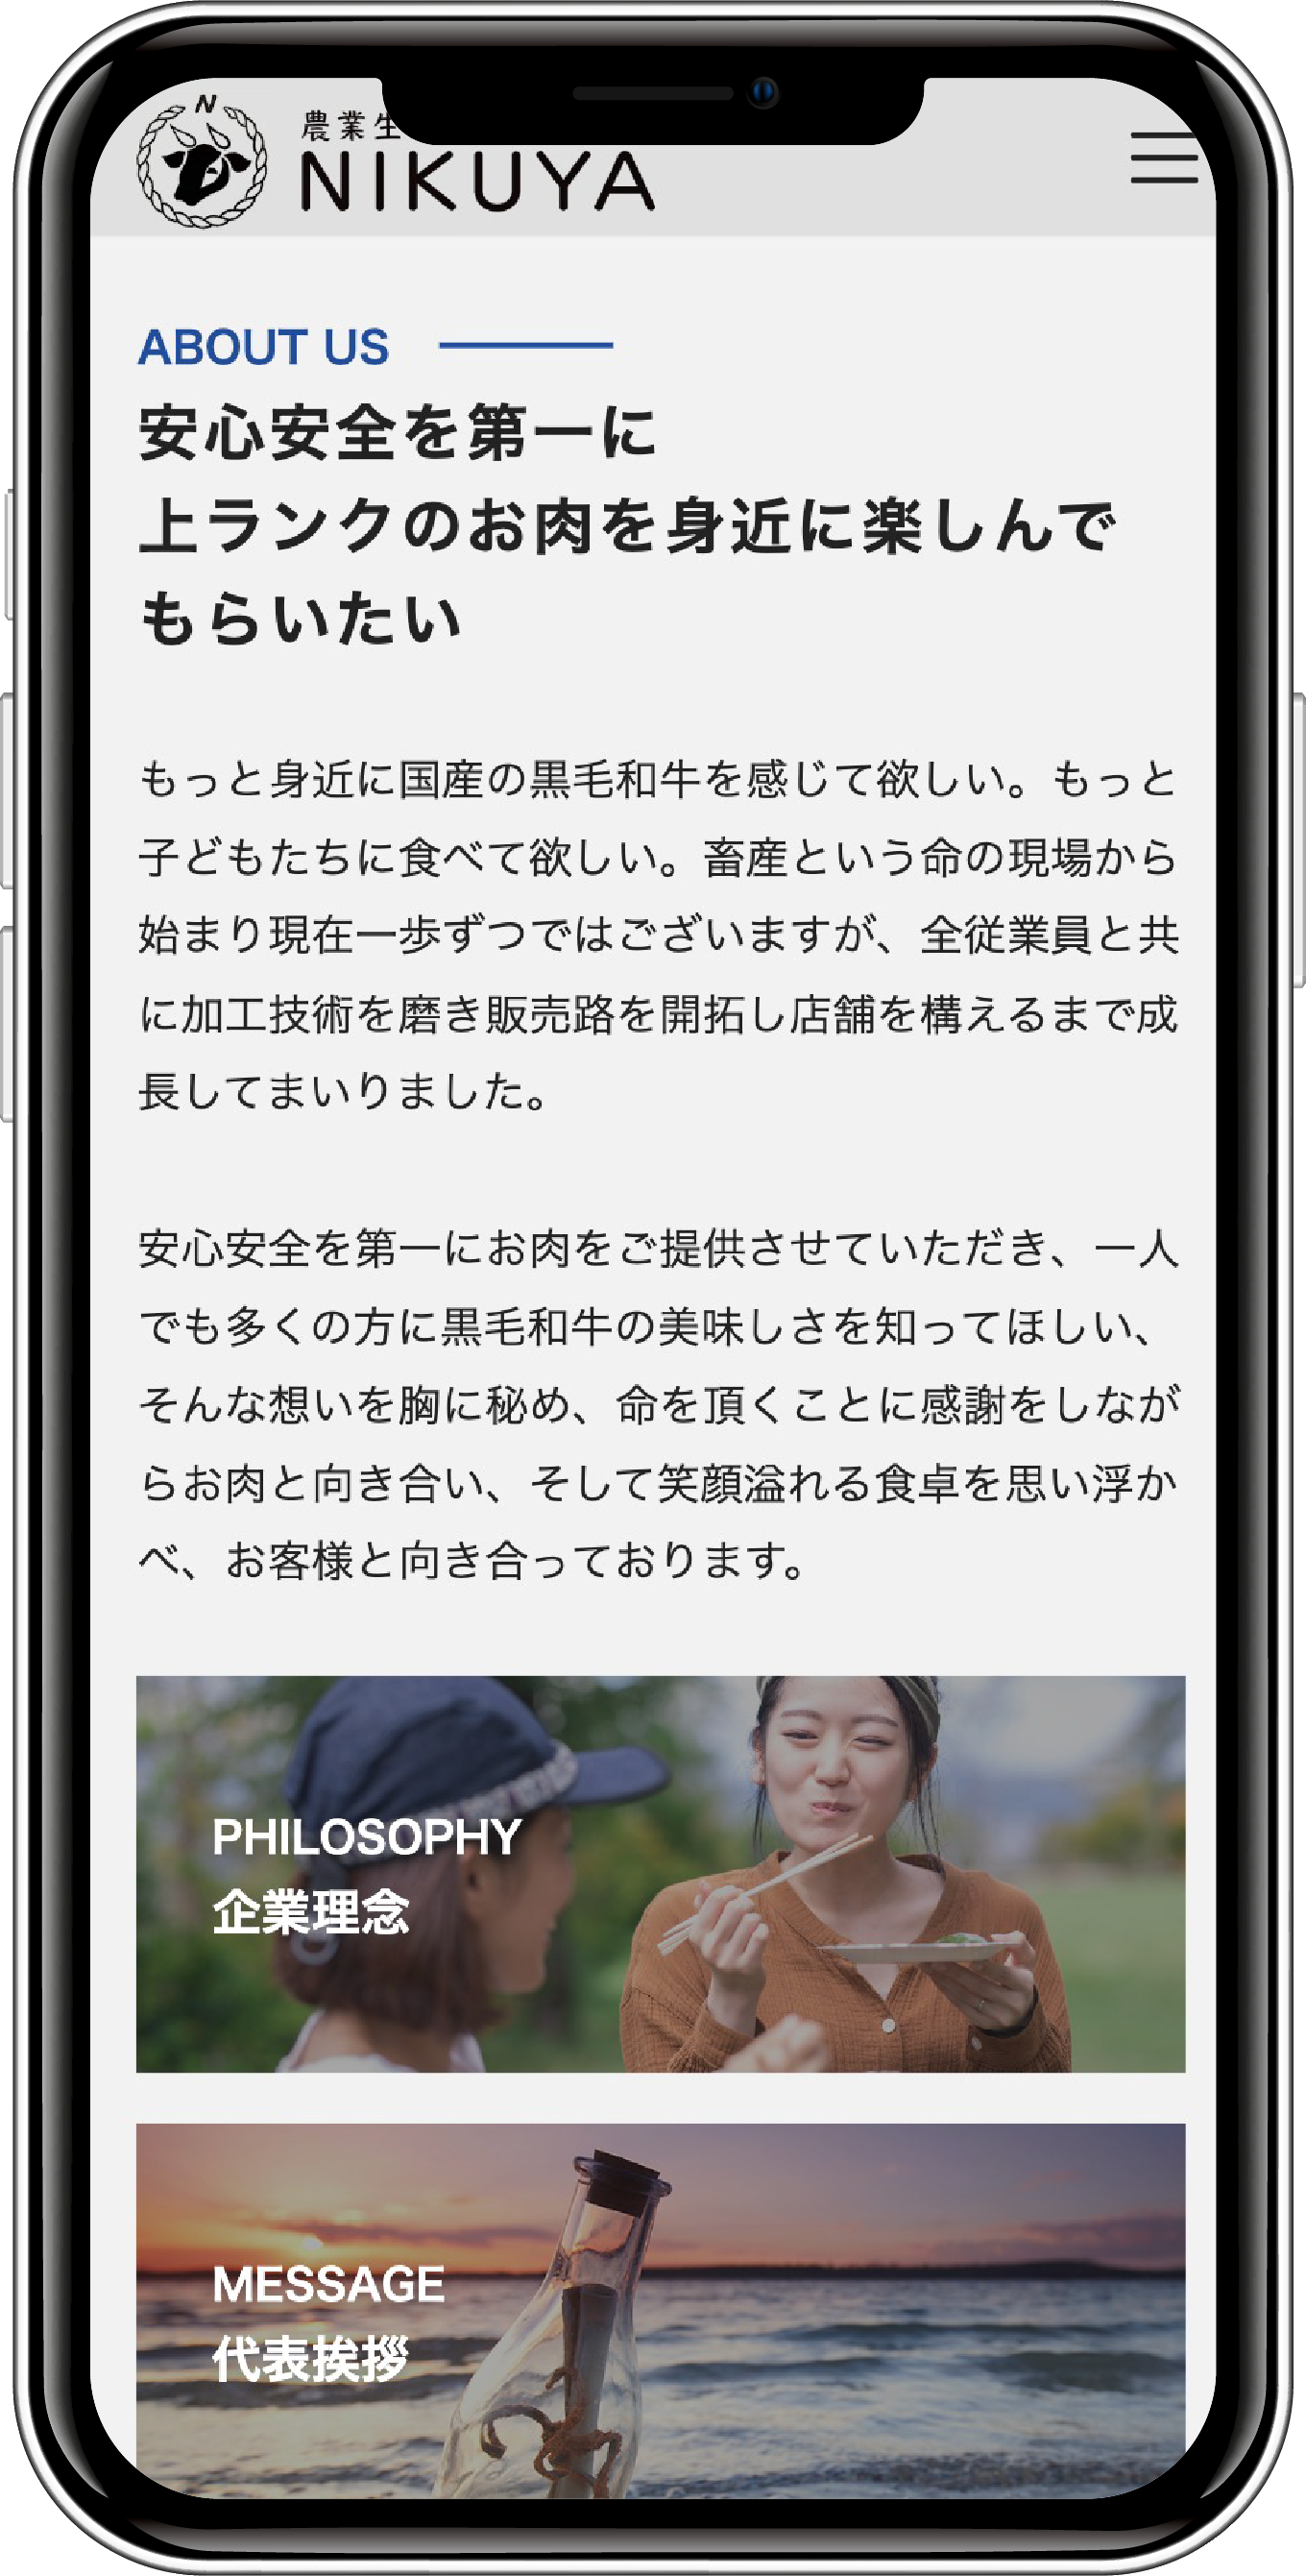 N
農業生
NIKUYA
ABOUT US
安心安全を第一に
上ランクのお肉を身近に楽しんで
もらいたい
もっと身近に国産の黒毛和牛を感じて欲しい。もっと
子どもたちに食べて欲しい。畜産という命の現場から
始まり現在一歩ずつではございますが、全従業員と共
に加工技術を磨き販売路を開拓し店舗を構えるまで成
長してまいりました。
安心安全を第一にお肉をご提供させていただき、一人
でも多くの方に黒毛和牛の美味しさを知ってほしい、
そんな想いを胸に秘め、命を頂くことに感謝をしなが
らお肉と向き合い、そして笑顔溢れる食卓を思い浮か
べ、お客様と向き合っております。
PHILOSOPHY
企業理念
MESSAGE
代表挨拶